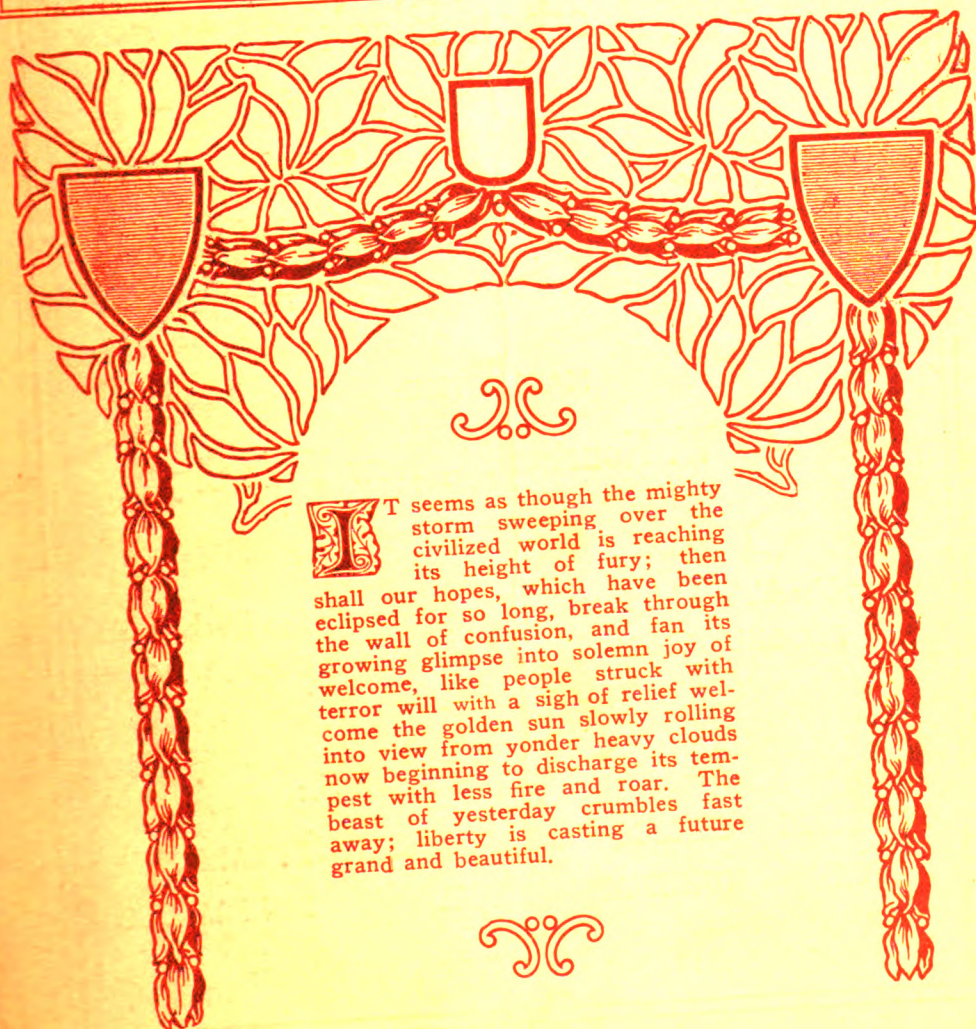 IT seems as though the mighty
storm sweeping over the
civilized world is reaching
its height of fury; then
shall our hopes, which have been
eclipsed for so long, break through
the wall of confusion, and fan its
growing glimpse into solemn joy of
welcome, like people struck with
terror will with a sigh of relief wel-
come the golden sun slowly rolling
into view from yonder heavy clouds
now beginning to discharge its tem-
pest with less fire and roar. The
beast of yesterday crumbles fast
away; liberty is casting a future
grand and beautiful.